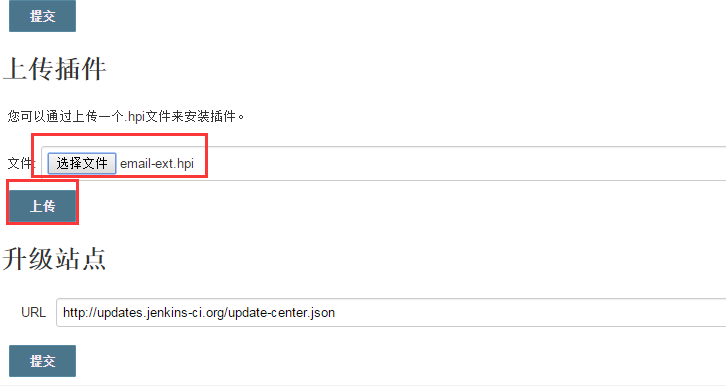 提交
上传插件
您可以通过上传一个.hpi文件来安装插件。
文件: 选择文件 email-ext.hpi
上传
升级站点
URL http://updates.jenkins-ci.org/update-center.json
提交